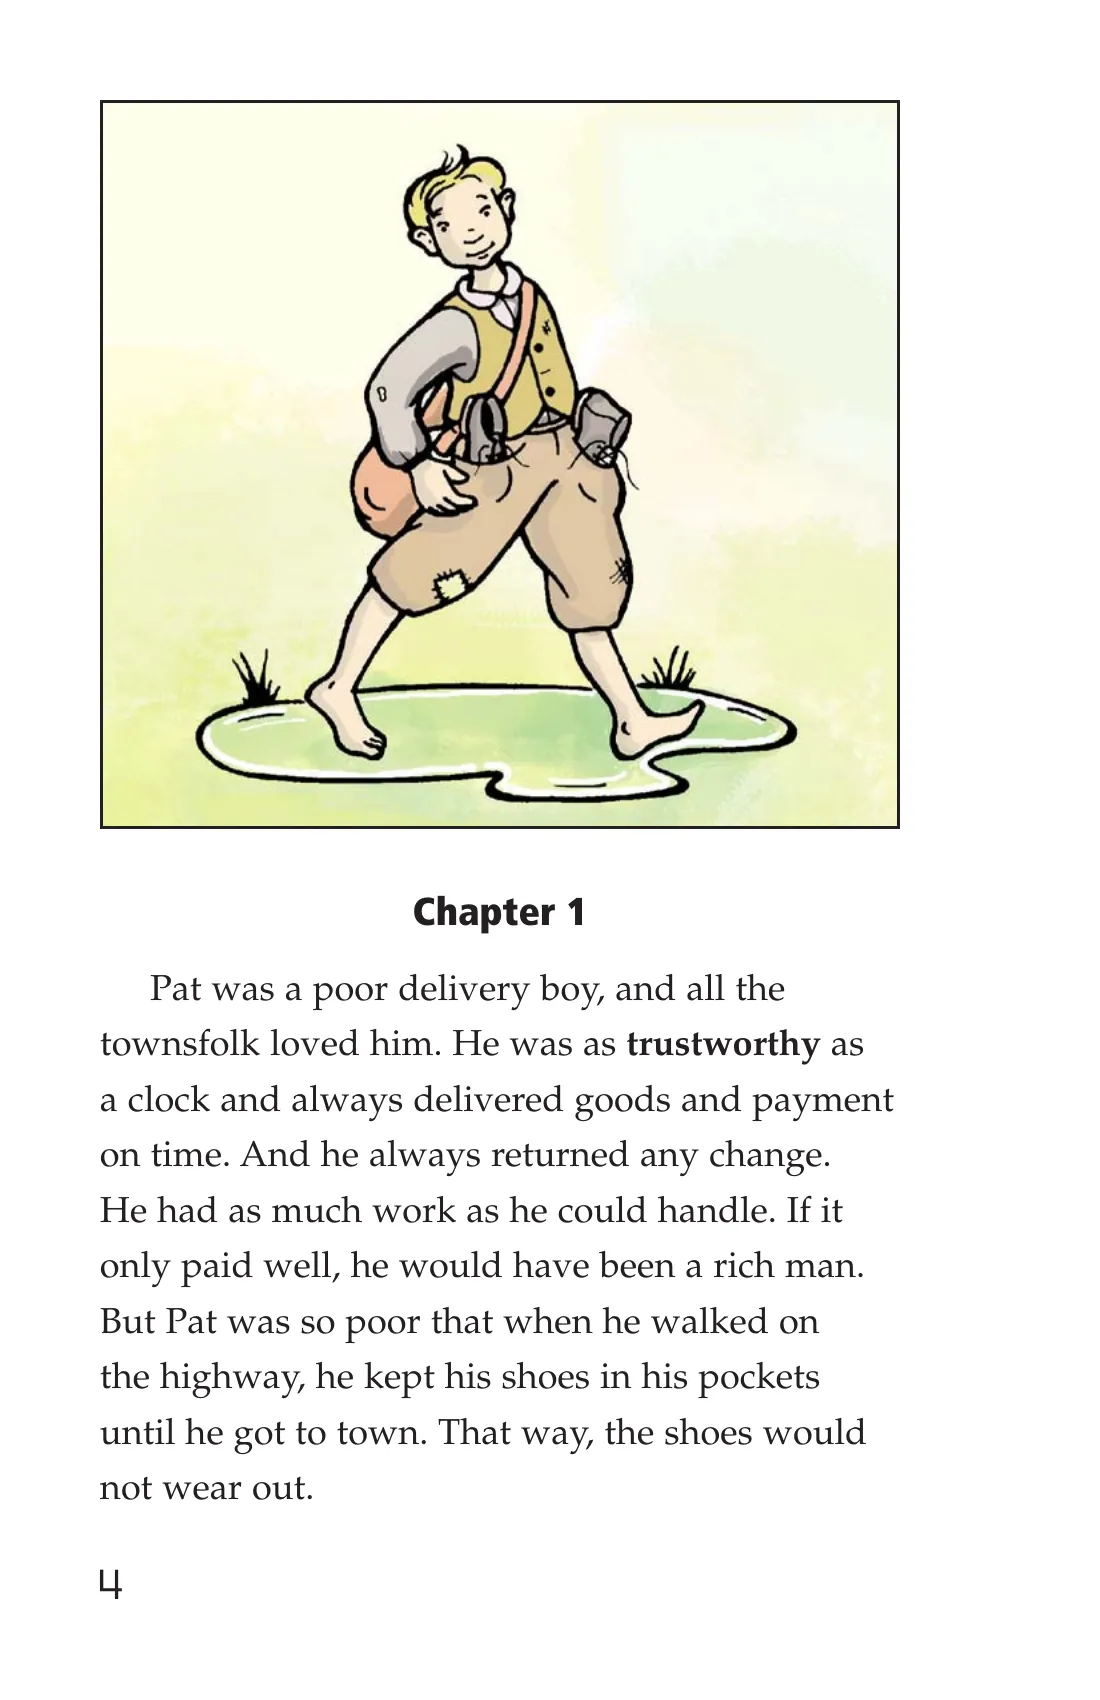 Chapter 1
Pat was a poor delivery boy, and all the
townsfolk loved him. He was as trustworthy as
a clock and always delivered goods and payment
on time. And he always returned any change.
He had as much work as he could handle. If it
only paid well, he would have been a rich man.
But Pat was so poor that when he walked on
the highway, he kept his shoes in his pockets
until he got to town. That way, the shoes would
not wear out.
4